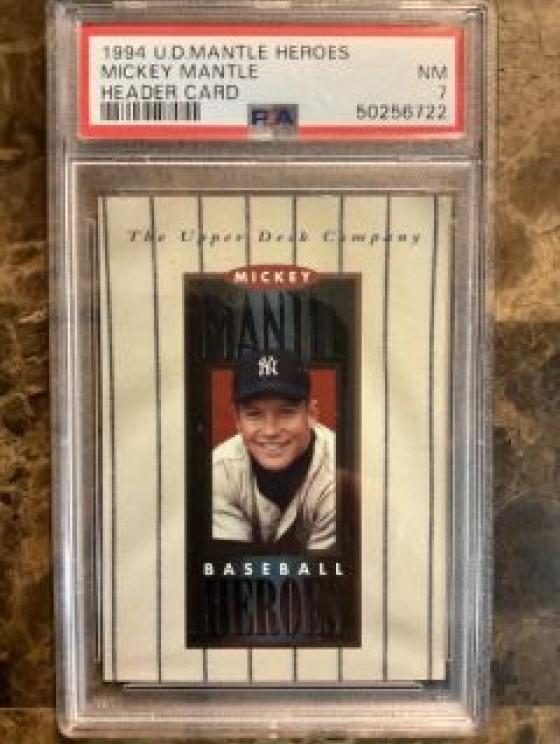 1994 U.D.MANTLE HEROES
MICKEY MANTLE NM
HEADER CARD 7
PSA 50256722
The Upper Deck Company
MICKEY
MANTLE
NY
BASEBALL
HEROES